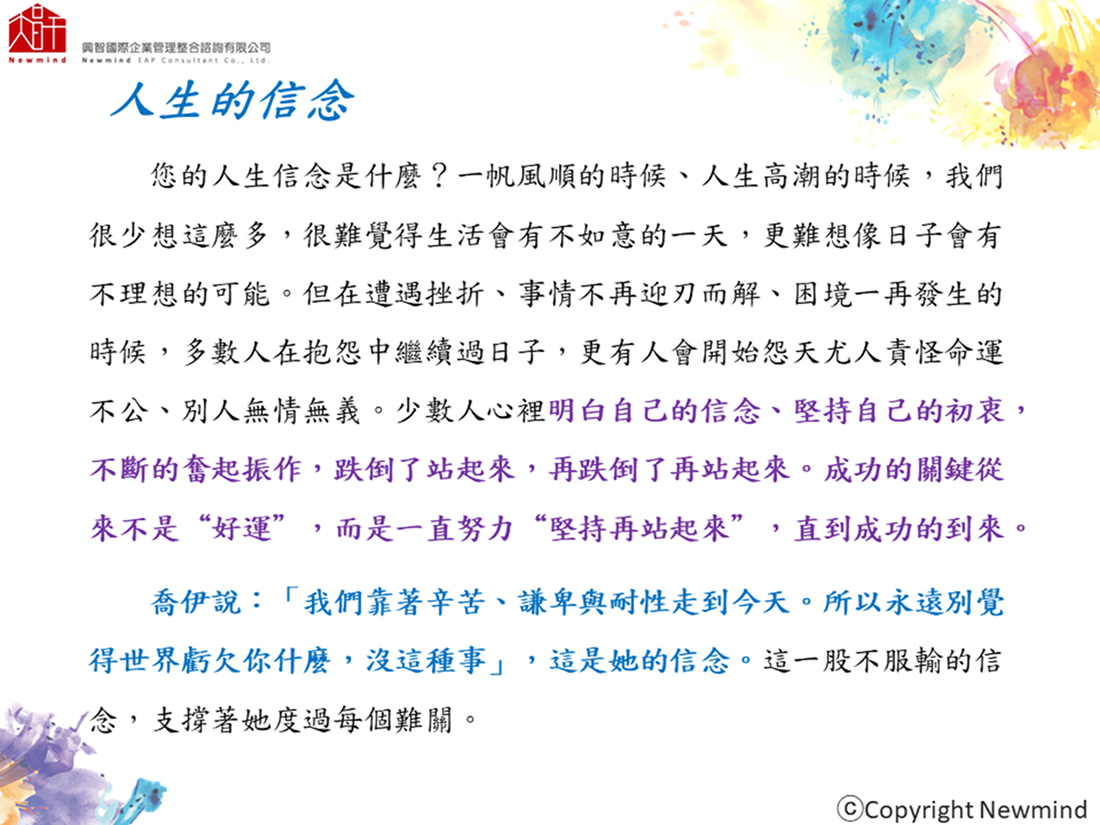 興智國際企業管理整合諮詢有限公司
Newmind
Newmind EAP Consultant Co., Ltd.
人生的信念
您的人生信念是什麼？一帆風順的時候、人生高潮的時候，我們
很少想這麼多，很難覺得生活會有不如意的一天，更難想像日子會有
不理想的可能。但在遭遇挫折、事情不再迎刃而解、困境一再發生的
時候，多數人在抱怨中繼續過日子，更有人會開始怨天尤人責怪命運
不公、別人無情無義。少數人心裡明白自己的信念、堅持自己的初衷，
不斷的奮起振作，跌倒了站起來，再跌倒了再站起來。成功的關鍵從
來不是“好運”，而是一直努力“堅持再站起來”，直到成功的到來。
喬伊說：「我們靠著辛苦、謙卑與耐性走到今天。所以永遠別覺
得世界虧欠你什麼，沒這種事」，這是她的信念。這一股不服輸的信
念，支撐著她度過每個難關。
ⒸCopyright Newmind